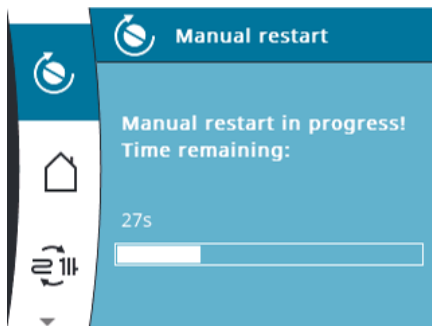 Manual restart
Manual restart in progress!
Time remaining:
27s